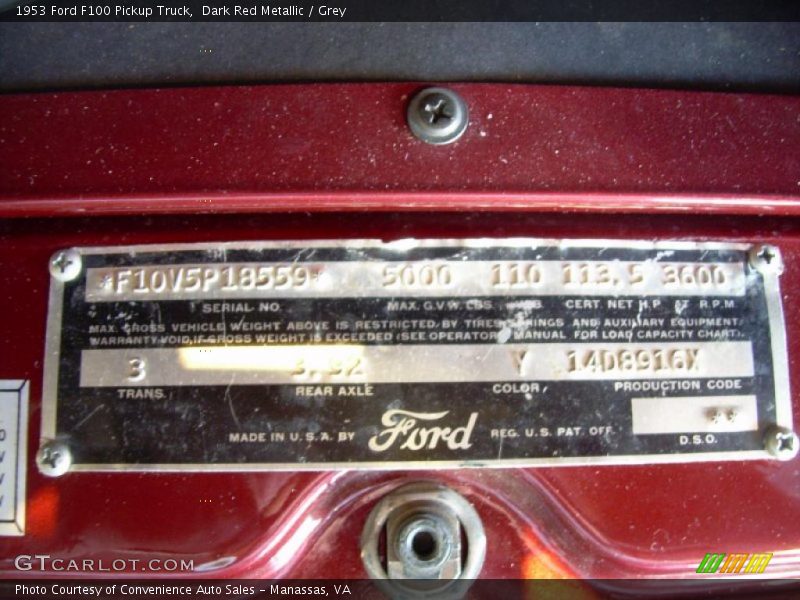 1953 Ford F100 Pickup Truck,  Dark Red Metallic / Grey
*F10V5P18559* 5000 110 113.5 3600
SERIAL NO. MAX. G.V.W. LBS. W.B. CERT. NET H.P. AT R.P.M.
MAX. GROSS VEHICLE WEIGHT ABOVE IS RESTRICTED BY TIRE, SPRINGS AND AUXILIARY EQUIPMENT.
WARRANTY VOID, IF GROSS WEIGHT IS EXCEEDED (SEE OPERATOR MANUAL FOR LOAD CAPACITY CHART).
3 3.92 Y 14D8916X
TRANS. REAR AXLE COLOR PRODUCTION CODE
**
MADE IN U.S.A. BY Ford REG. U.S. PAT. OFF.
D.S.O.
GTCARLOT.COM
Photo Courtesy of Convenience Auto Sales – Manassas, VA